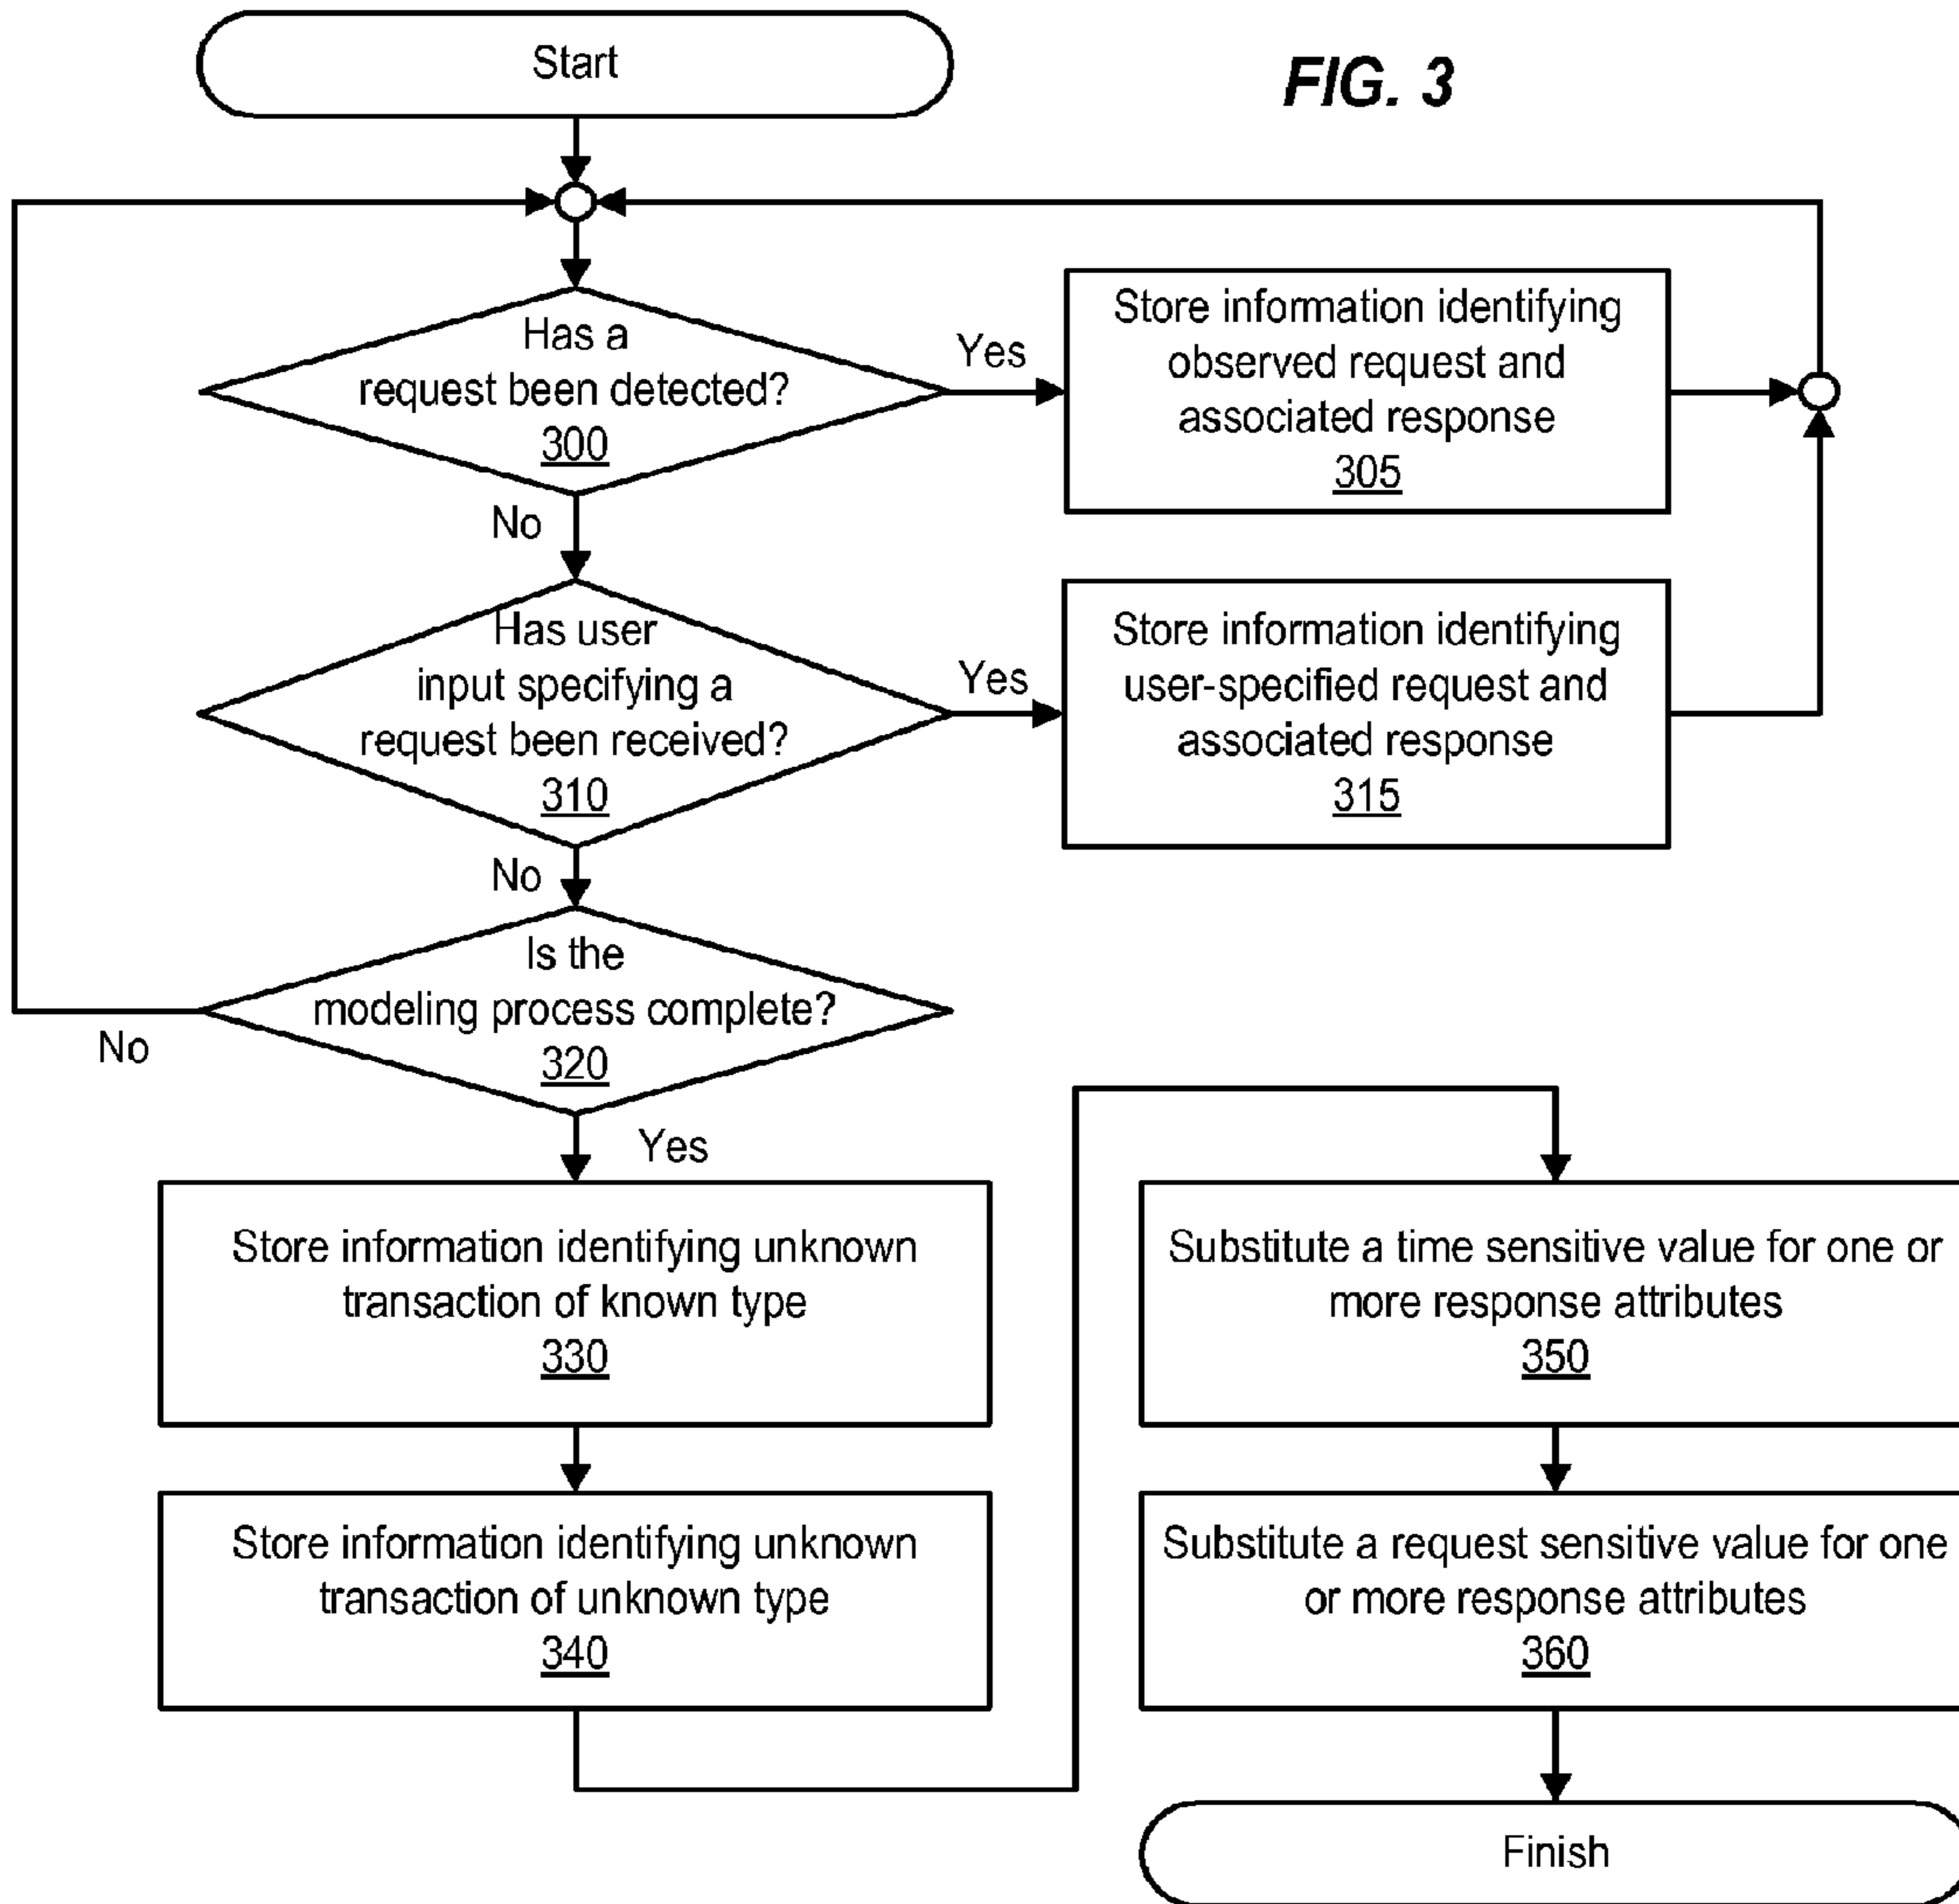 Start
FIG. 3
Has a
request been detected?
300
Yes
Store information identifying
observed request and
associated response
305
No
Has user
input specifying a
request been received?
310
Yes
Store information identifying
user-specified request and
associated response
315
No
Is the
modeling process complete?
320
No
Yes
Store information identifying unknown
transaction of known type
330
Store information identifying unknown
transaction of unknown type
340
Substitute a time sensitive value for one or
more response attributes
350
Substitute a request sensitive value for one
or more response attributes
360
Finish